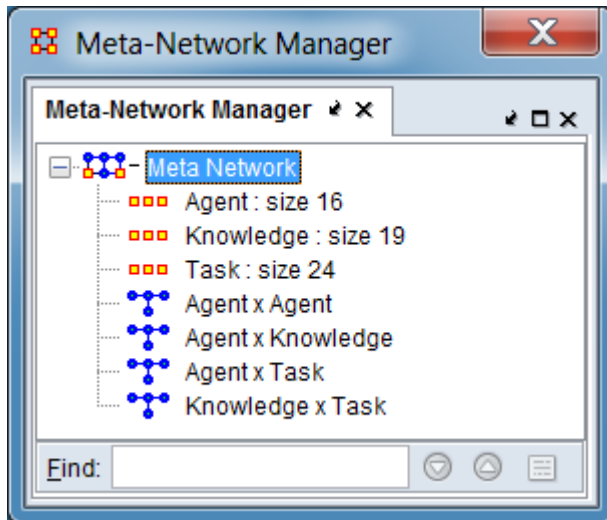 Meta-Network Manager
Meta-Network Manager
Meta Network
Agent : size 16
Knowledge : size 19
Task : size 24
Agent x Agent
Agent x Knowledge
Agent x Task
Knowledge x Task
Find: